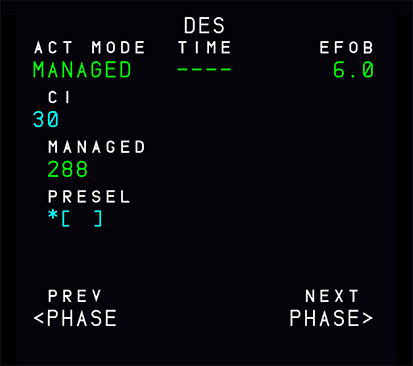 DES
ACT MODE TIME EFOB
MANAGED ---- 6.0
CI
30
MANAGED
288
PRESEL
*[ ]
PREV NEXT
<PHASE PHASE>